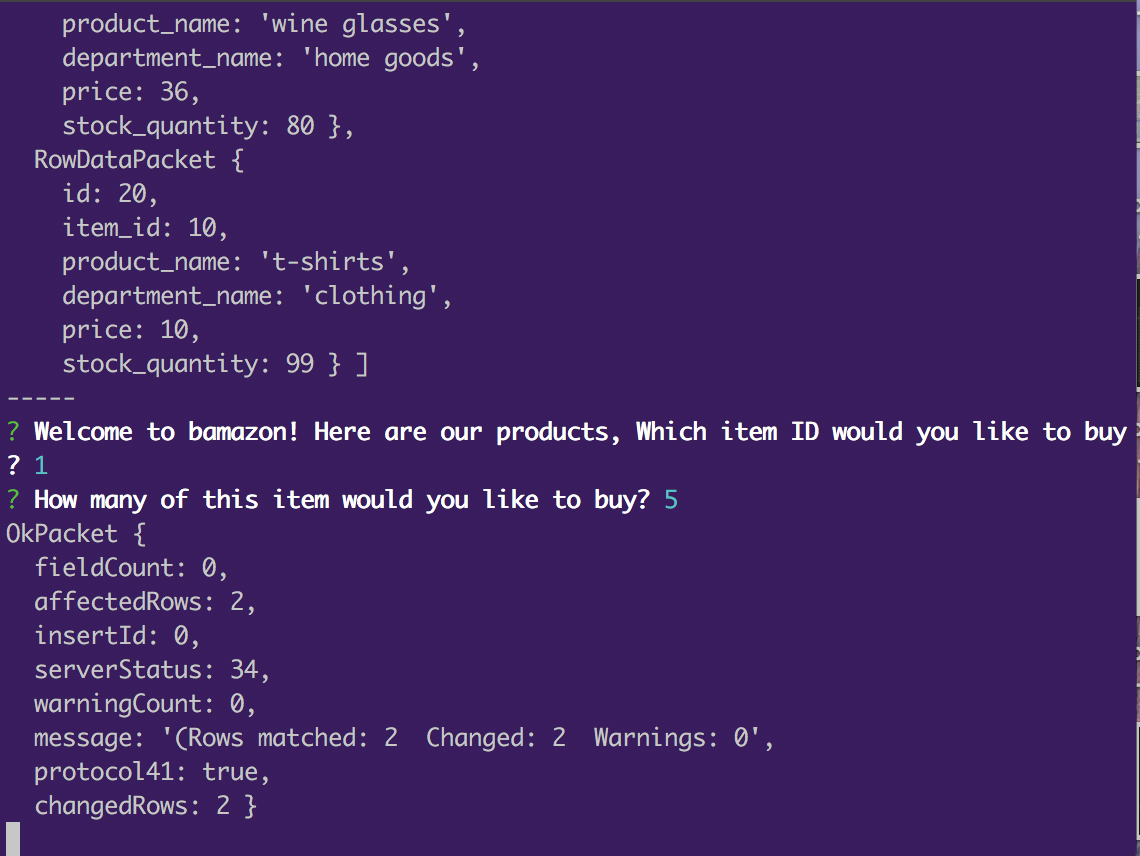 product_name: 'wine glasses',
department_name: 'home goods',
price: 36,
stock_quantity: 80 },
RowDataPacket {
id: 20,
item_id: 10,
product_name: 't-shirts',
department_name: 'clothing',
price: 10,
stock_quantity: 99 } ]
-----
? Welcome to bamazon! Here are our products, Which item ID would you like to buy
? 1
? How many of this item would you like to buy? 5
OkPacket {
fieldCount: 0,
affectedRows: 2,
insertId: 0,
serverStatus: 34,
warningCount: 0,
message: '(Rows matched: 2  Changed: 2  Warnings: 0',
protocol41: true,
changedRows: 2 }